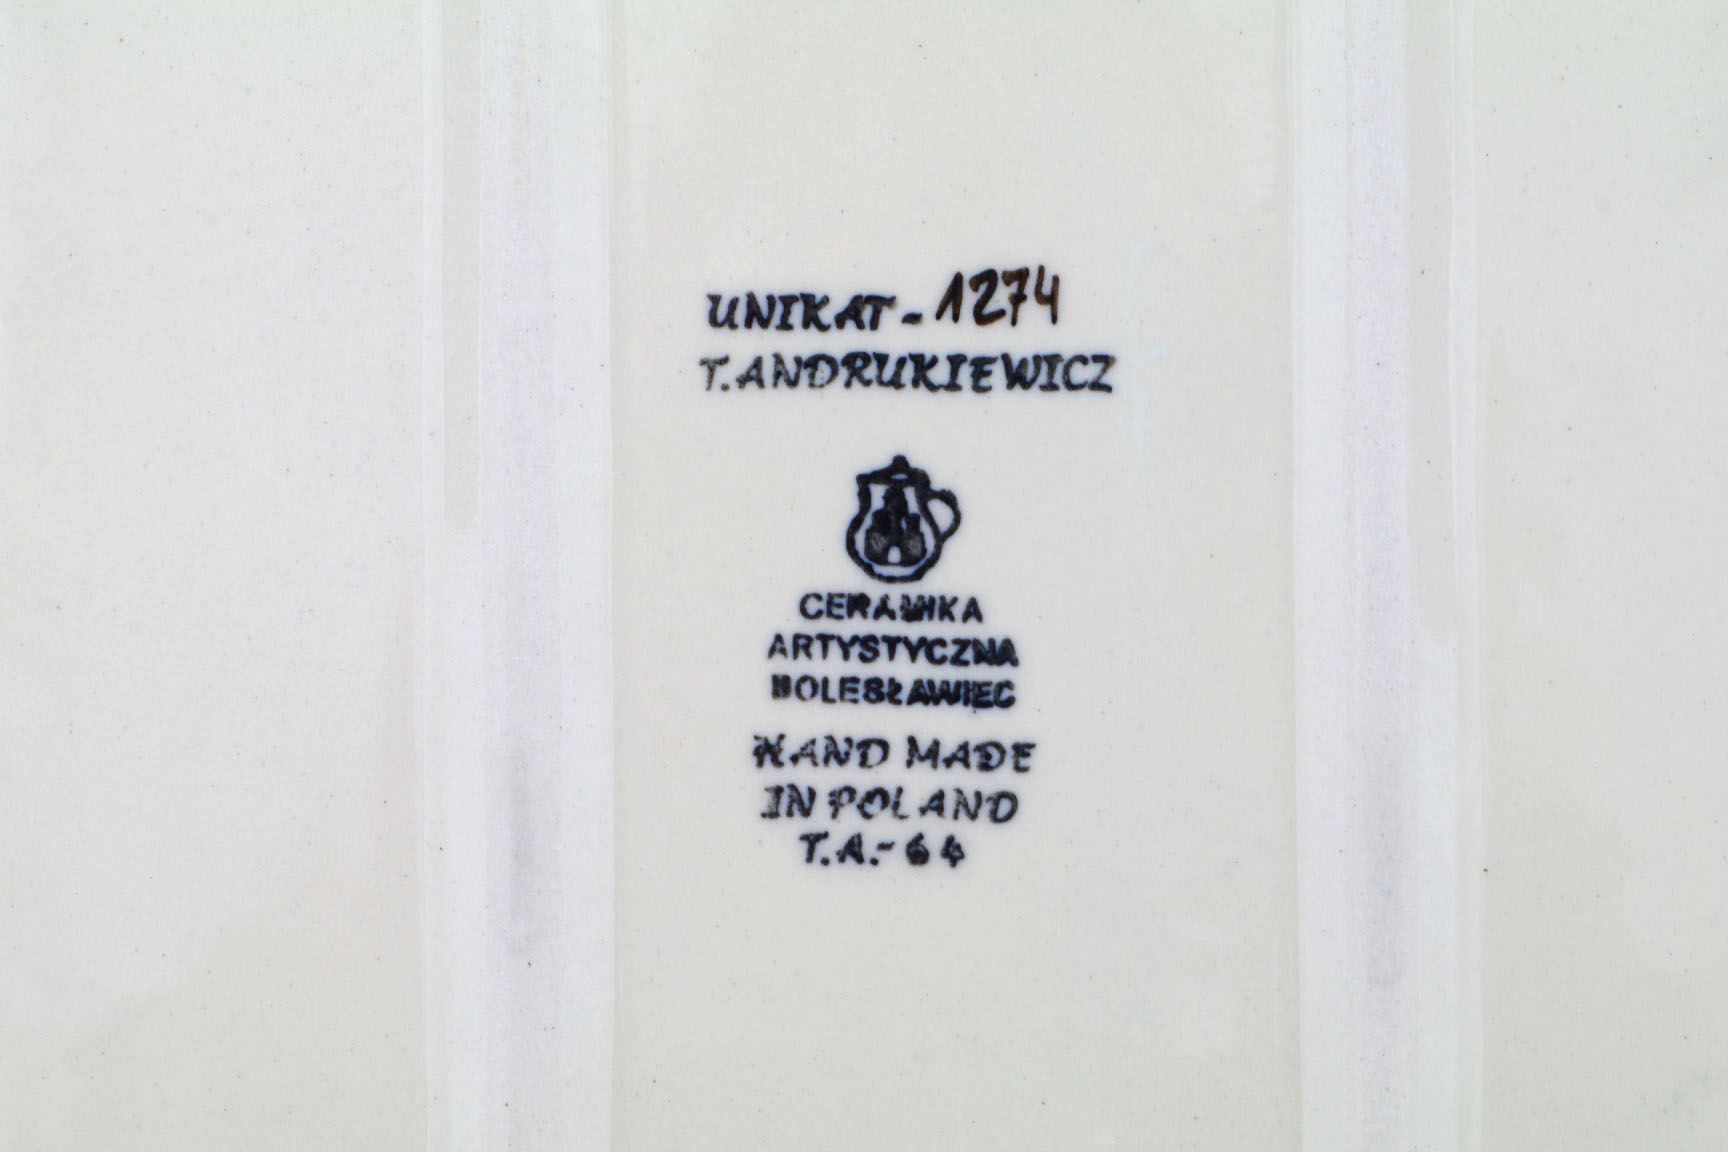 UNIKAT - 1274
T. ANDRUKIEWICZ
CERAMIKA
ARTYSTYCZNA
BOLESŁAWIEC
HAND MADE
IN POLAND
T.A.- 64